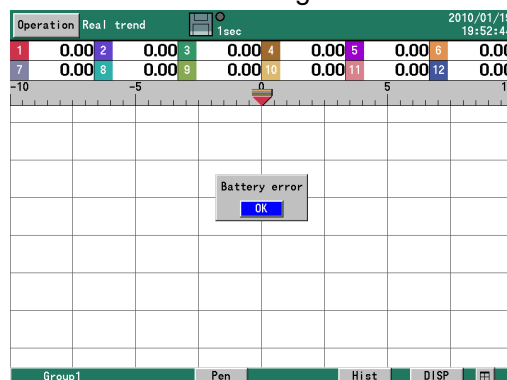 Operation Real trend 1sec 2010/01/1
19:52:4
1 0.00 2 0.00 3 0.00 4 0.00 5 0.00 6 0.0
7 0.00 8 0.00 9 0.00 10 0.00 11 0.00 12 0.0
-10 -5 0 5 1
Battery error
OK
Group1 Pen Hist DISP